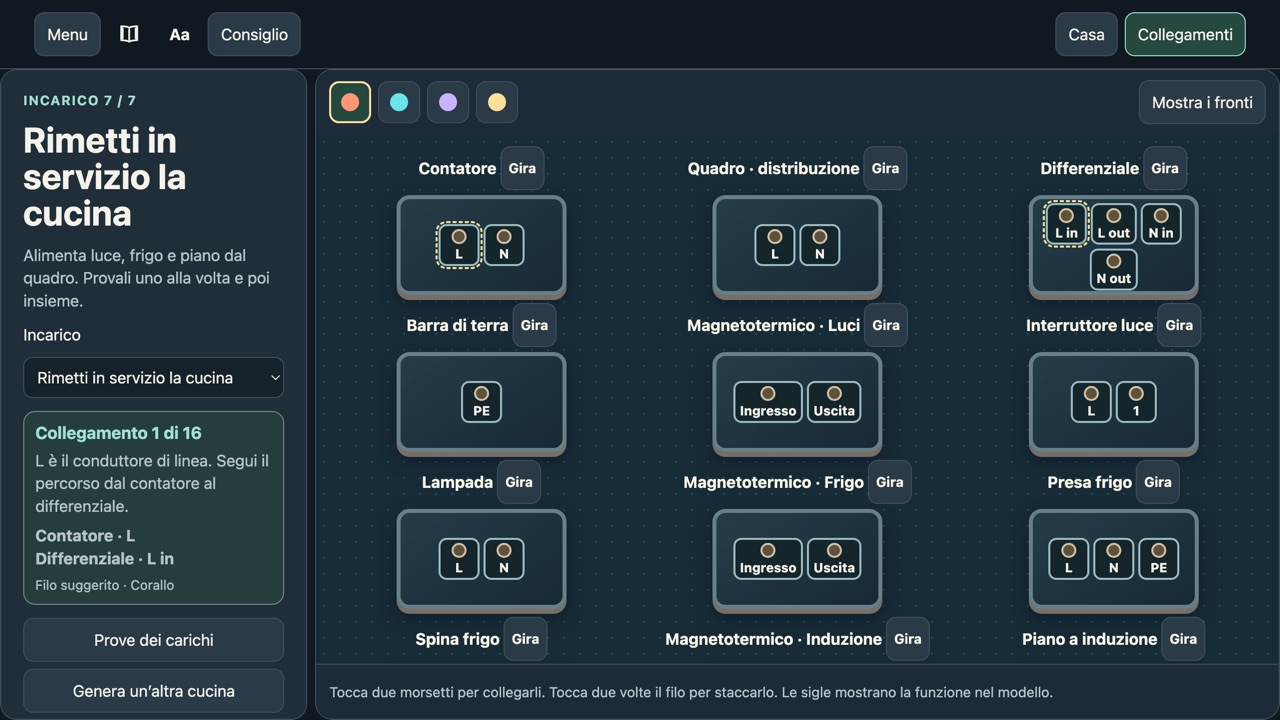 Menu
Aa
Consiglio
Casa
Collegamenti
INCARICO 7 / 7
Rimetti in
servizio la
cucina
Alimenta luce, frigo e piano dal
quadro. Provali uno alla volta e poi
insieme.
Incarico
Rimetti in servizio la cucina
Collegamento 1 di 16
L è il conduttore di linea. Segui il
percorso dal contatore al
differenziale.
Contatore · L
Differenziale · L in
Filo suggerito · Corallo
Prove dei carichi
Genera un’altra cucina
Mostra i fronti
Contatore Gira
L N
Quadro · distribuzione Gira
L N
Differenziale Gira
L in L out N in
N out
Barra di terra Gira
PE
Magnetotermico · Luci Gira
Ingresso Uscita
Interruttore luce Gira
L 1
Lampada Gira
L N
Magnetotermico · Frigo Gira
Ingresso Uscita
Presa frigo Gira
L N PE
Spina frigo Gira
Magnetotermico · Induzione Gira
Piano a induzione Gira
Tocca due morsetti per collegarli. Tocca due volte il filo per staccarlo. Le sigle mostrano la funzione nel modello.